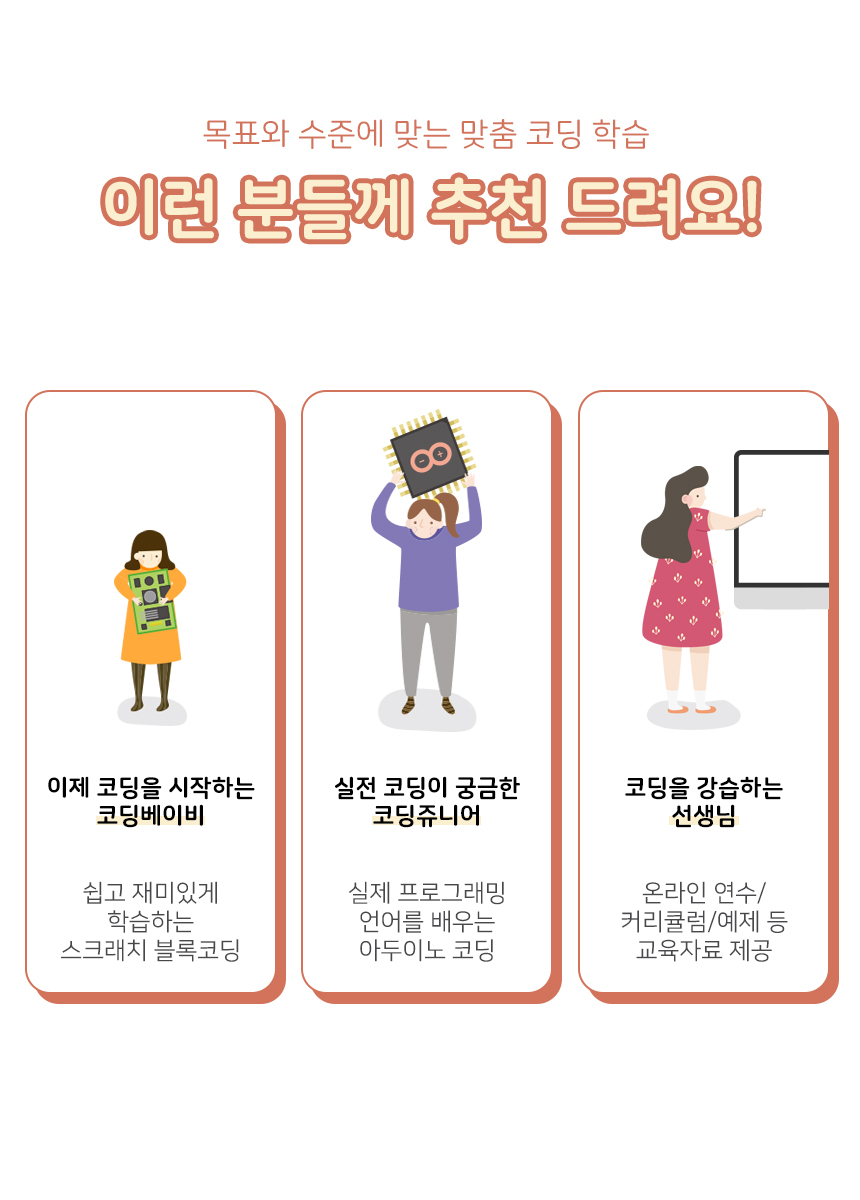 목표와 수준에 맞는 맞춤 코딩 학습
이런 분들께 추천 드려요!
이제 코딩을 시작하는
코딩베이비
쉽고 재미있게
학습하는
스크래치 블록코딩
실전 코딩이 궁금한
코딩쥬니어
실제 프로그래밍
언어를 배우는
아두이노 코딩
코딩을 강습하는
선생님
온라인 연수/
커리큘럼/예제 등
교육자료 제공